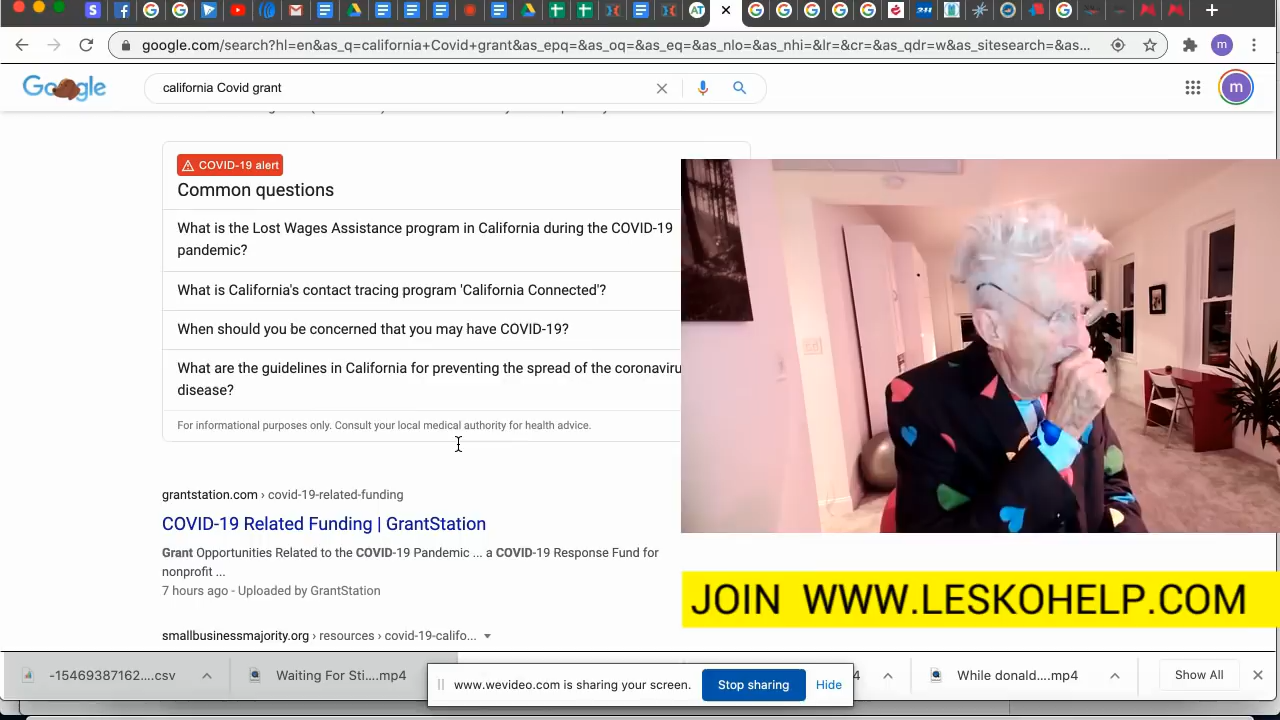 google.com/search?hl=en&as_q=california+Covid+grant&as_epq=&as_oq=&as_eq=&as_nlo=&as_nhi=&lr=&cr=&as_qdr=w&as_sitesearch=&as...
m
Google
california Covid grant
m
COVID-19 alert
Common questions
What is the Lost Wages Assistance program in California during the COVID-19
pandemic?
What is California's contact tracing program 'California Connected'?
When should you be concerned that you may have COVID-19?
What are the guidelines in California for preventing the spread of the coronaviru
disease?
For informational purposes only. Consult your local medical authority for health advice.
grantstation.com › covid-19-related-funding
COVID-19 Related Funding | GrantStation
Grant Opportunities Related to the COVID-19 Pandemic ... a COVID-19 Response Fund for
nonprofit ...
7 hours ago - Uploaded by GrantStation
JOIN WWW.LESKOHELP.COM
smallbusinessmajority.org › resources › covid-19-califo...
-15469387162....csv
Waiting For Sti....mp4
www.wevideo.com is sharing your screen.
Stop sharing
Hide
4
While donald....mp4
Show All